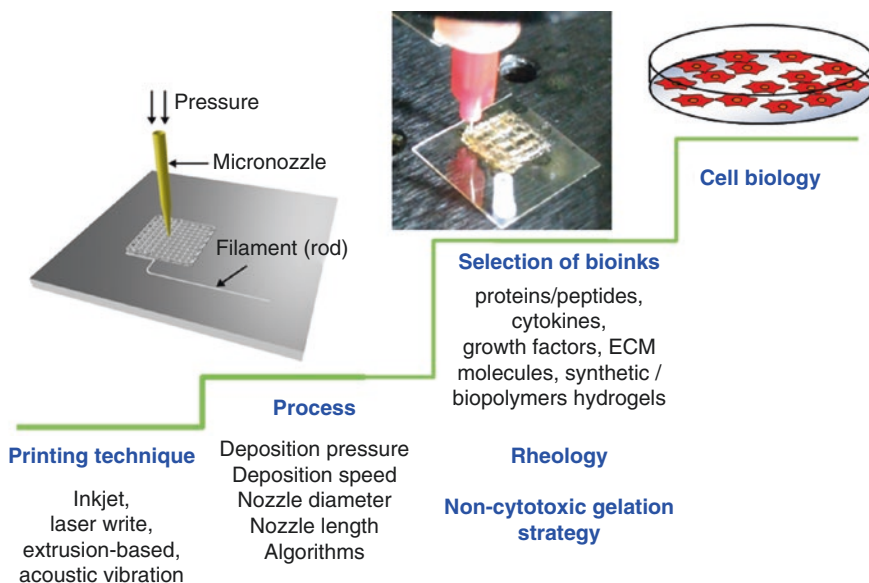 Pressure
Micronozzle
Filament (rod)
Printing technique
Inkjet,
laser write,
extrusion-based,
acoustic vibration
Process
Deposition pressure
Deposition speed
Nozzle diameter
Nozzle length
Algorithms
Selection of bioinks
proteins/peptides,
cytokines,
growth factors, ECM
molecules, synthetic /
biopolymers hydrogels
Rheology
Non-cytotoxic gelation
strategy
Cell biology